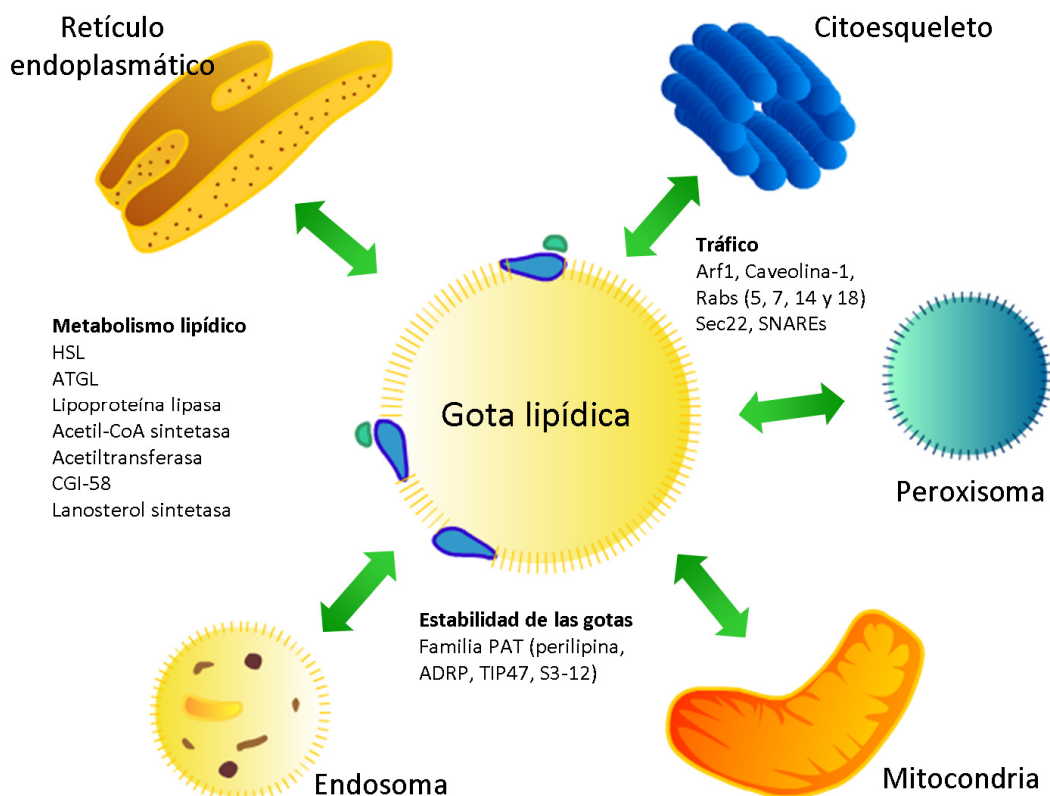 Retículo
endoplasmático
Citoesqueleto
Tráfico
Arf1, Caveolina-1,
Rabs (5, 7, 14 y 18)
Sec22, SNAREs
Metabolismo lipídico
HSL
ATGL
Lipoproteína lipasa
Acetil-CoA sintetasa
Acetiltransferasa
CGI-58
Lanosterol sintetasa
Gota lipídica
Peroxisoma
Estabilidad de las gotas
Familia PAT (perilipina,
ADRP, TIP47, S3-12)
Endosoma
Mitocondria